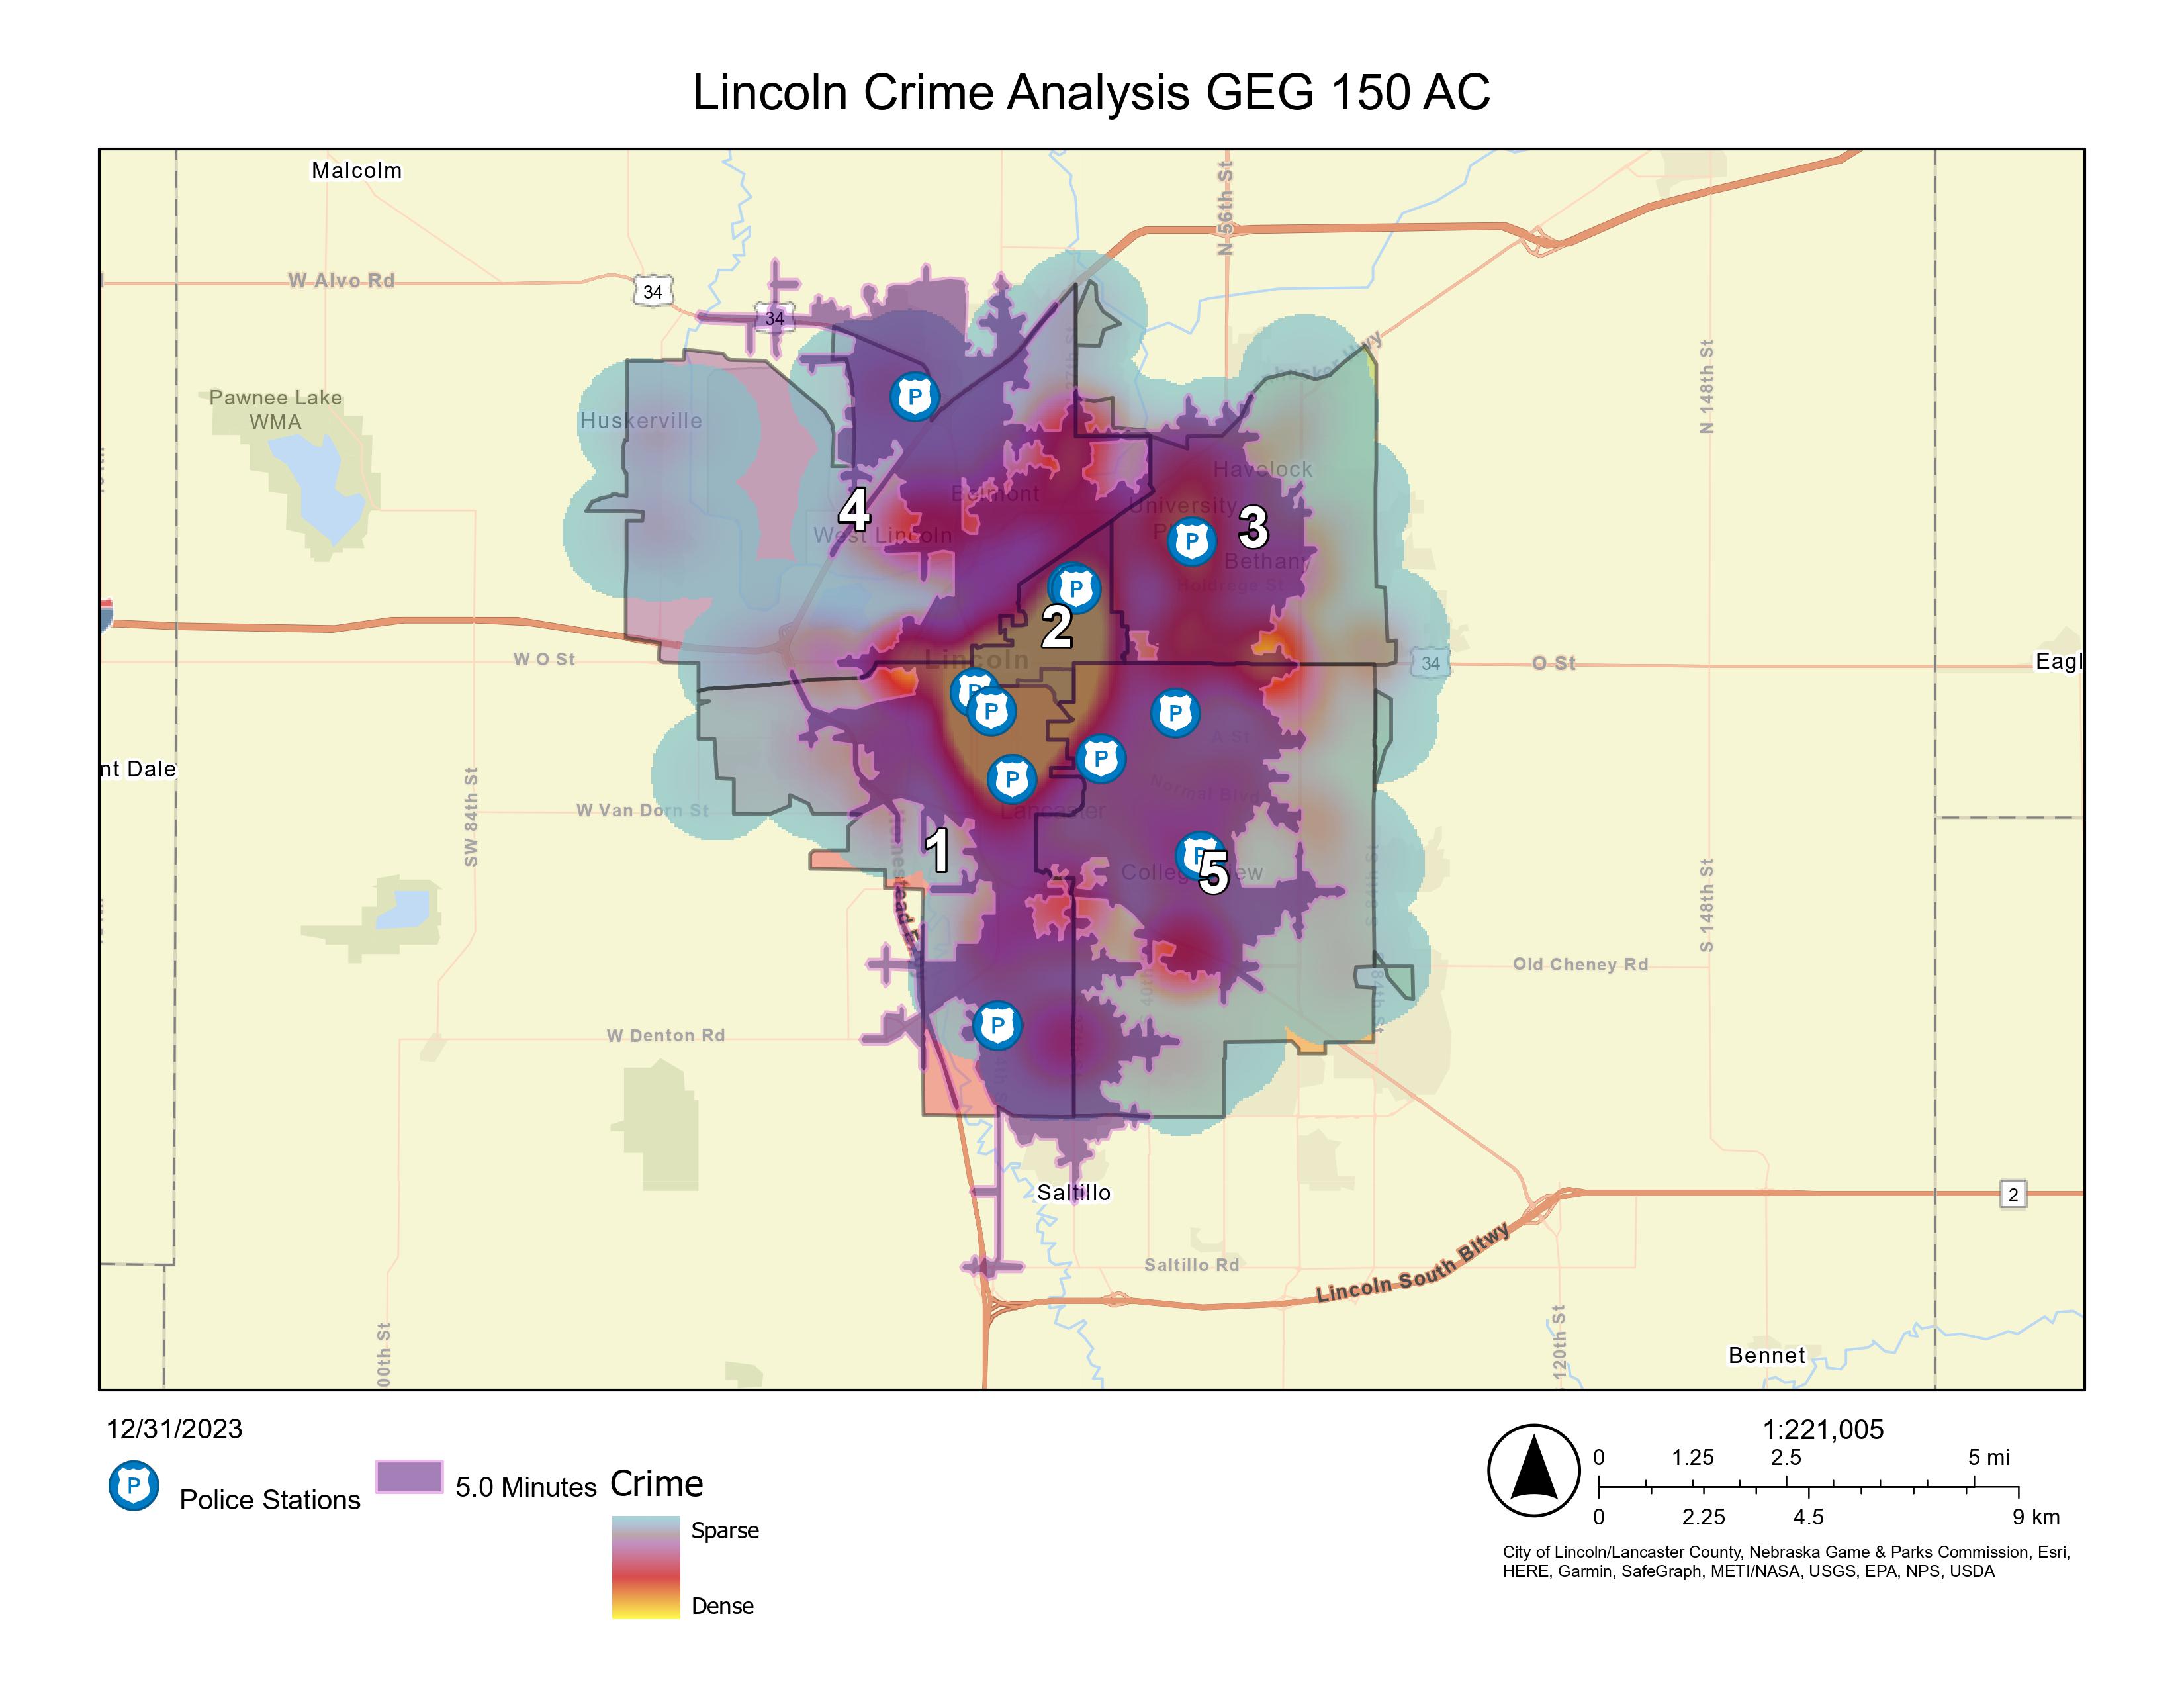 Lincoln Crime Analysis GEG 150 AC
Malcolm
N 56th St
W Alvo Rd
34
34
N 148th St
Pawnee Lake
WMA
Huskerville
Havelock
Belmont
University
4
3
West Lincoln
P
Bethany
Holdrege St
P
P
2
Lincoln
W O St
34
O St
Eagl
P
P
P
A St
P
nt Dale
P
Normal Blvd
SW 84th St
W Van Dorn St
Lancaster
1
P
College View
5
S 148th St
Old Cheney Rd
P
W Denton Rd
Saltillo
2
Saltillo Rd
Lincoln South Bltwy
00th St
120th St
Bennet
12/31/2023
P
Police Stations
5.0 Minutes
Crime
Sparse
Dense
1:221,005
0 1.25 2.5 5 mi
0 2.25 4.5 9 km
City of Lincoln/Lancaster County, Nebraska Game & Parks Commission, Esri,
HERE, Garmin, SafeGraph, METI/NASA, USGS, EPA, NPS, USDA